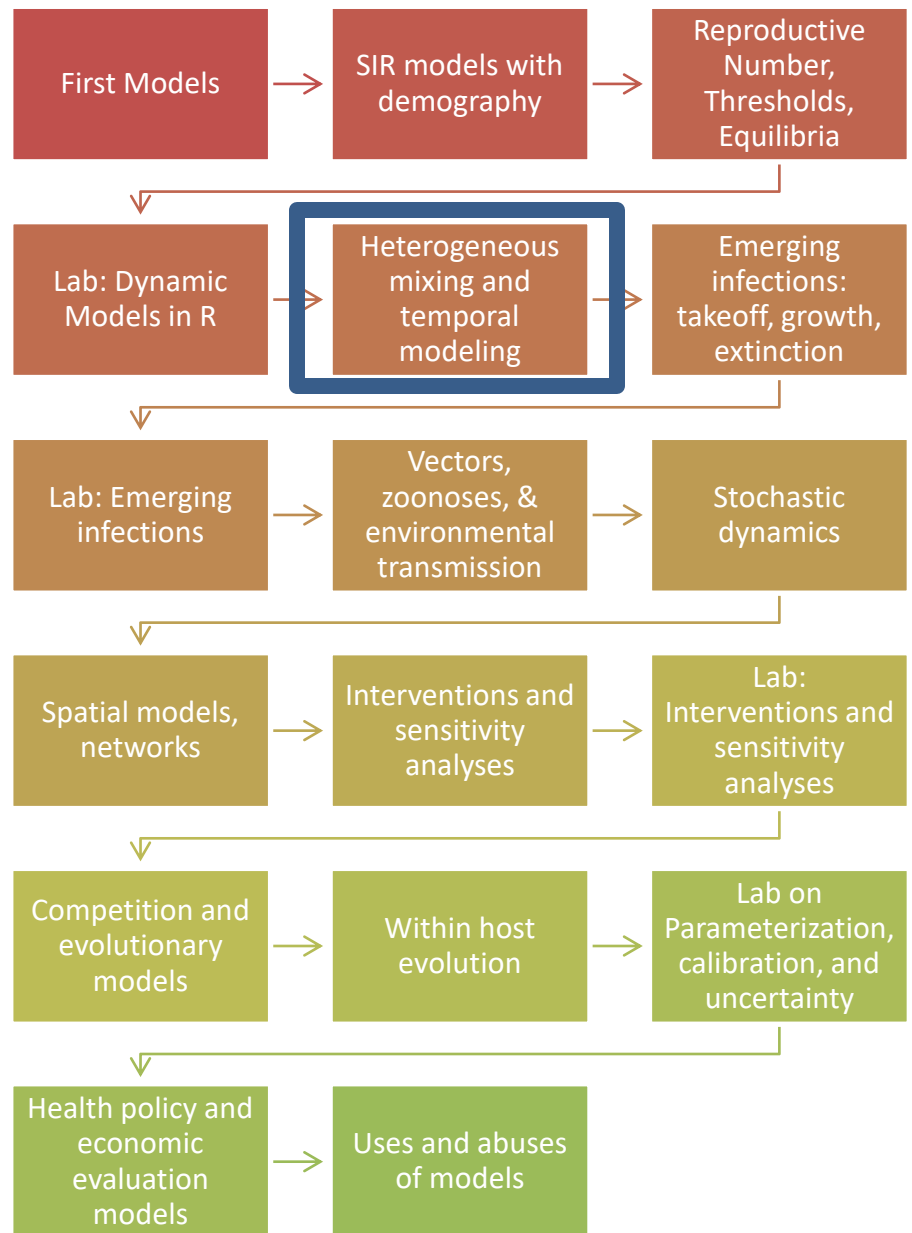 First Models
SIR models with
demography
Reproductive
Number,
Thresholds,
Equilibria
Lab: Dynamic
Models in R
Heterogeneous
mixing and
temporal
modeling
Emerging
infections:
takeoff, growth,
extinction
Lab: Emerging
infections
Vectors,
zoonoses, &
environmental
transmission
Stochastic
dynamics
Spatial models,
networks
Interventions and
sensitivity
analyses
Lab:
Interventions and
sensitivity
analyses
Competition and
evolutionary
models
Within host
evolution
Lab on
Parameterization,
calibration, and
uncertainty
Health policy and
economic
evaluation
models
Uses and abuses
of models